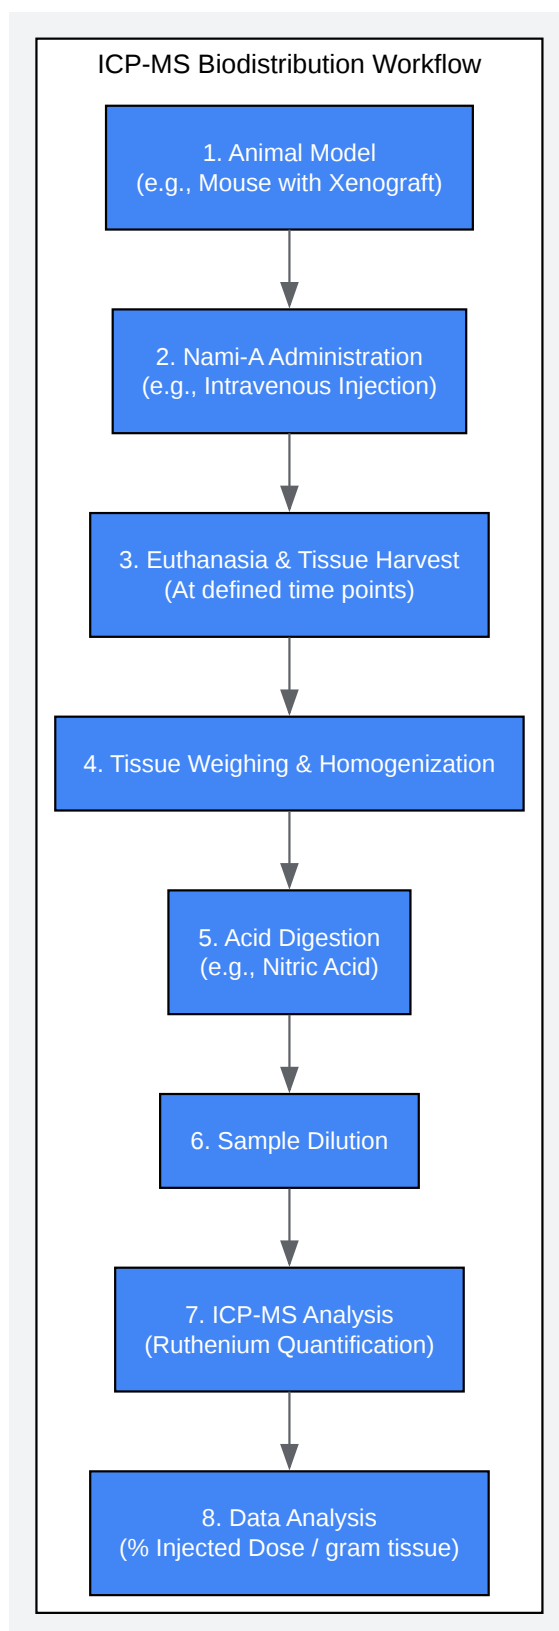 ICP-MS Biodistribution Workflow
1. Animal Model
(e.g., Mouse with Xenograft)
2. Nami-A Administration
(e.g., Intravenous Injection)
3. Euthanasia & Tissue Harvest
(At defined time points)
4. Tissue Weighing & Homogenization
5. Acid Digestion
(e.g., Nitric Acid)
6. Sample Dilution
7. ICP-MS Analysis
(Ruthenium Quantification)
8. Data Analysis
(% Injected Dose / gram tissue)